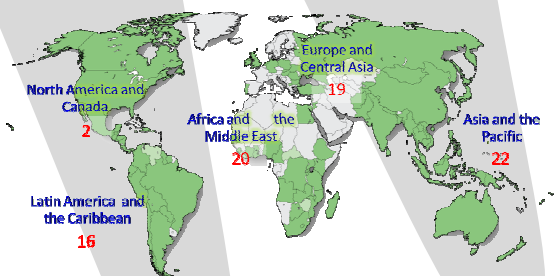 North America and
Canada
2
Latin America and
the Caribbean
16
Europe and
Central Asia
19
Africa and the
Middle East
20
Asia and the
Pacific
22